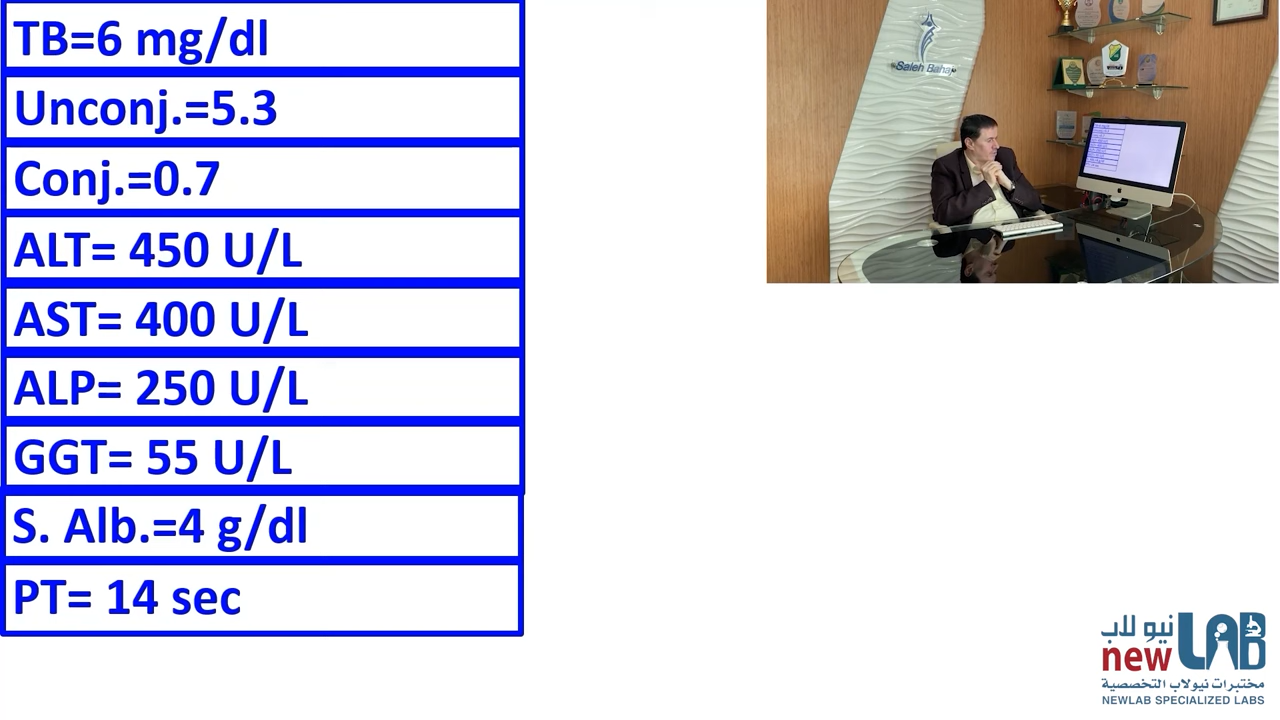 TB=6 mg/dl
Unconj.=5.3
Conj.=0.7
ALT= 450 U/L
AST= 400 U/L
ALP= 250 U/L
GGT= 55 U/L
S. Alb.=4 g/dl
PT= 14 sec
Saleh Baha
نيو لاب
new LAB
مختبرات نيولاب التخصصية
NEWLAB SPECIALIZED LABS